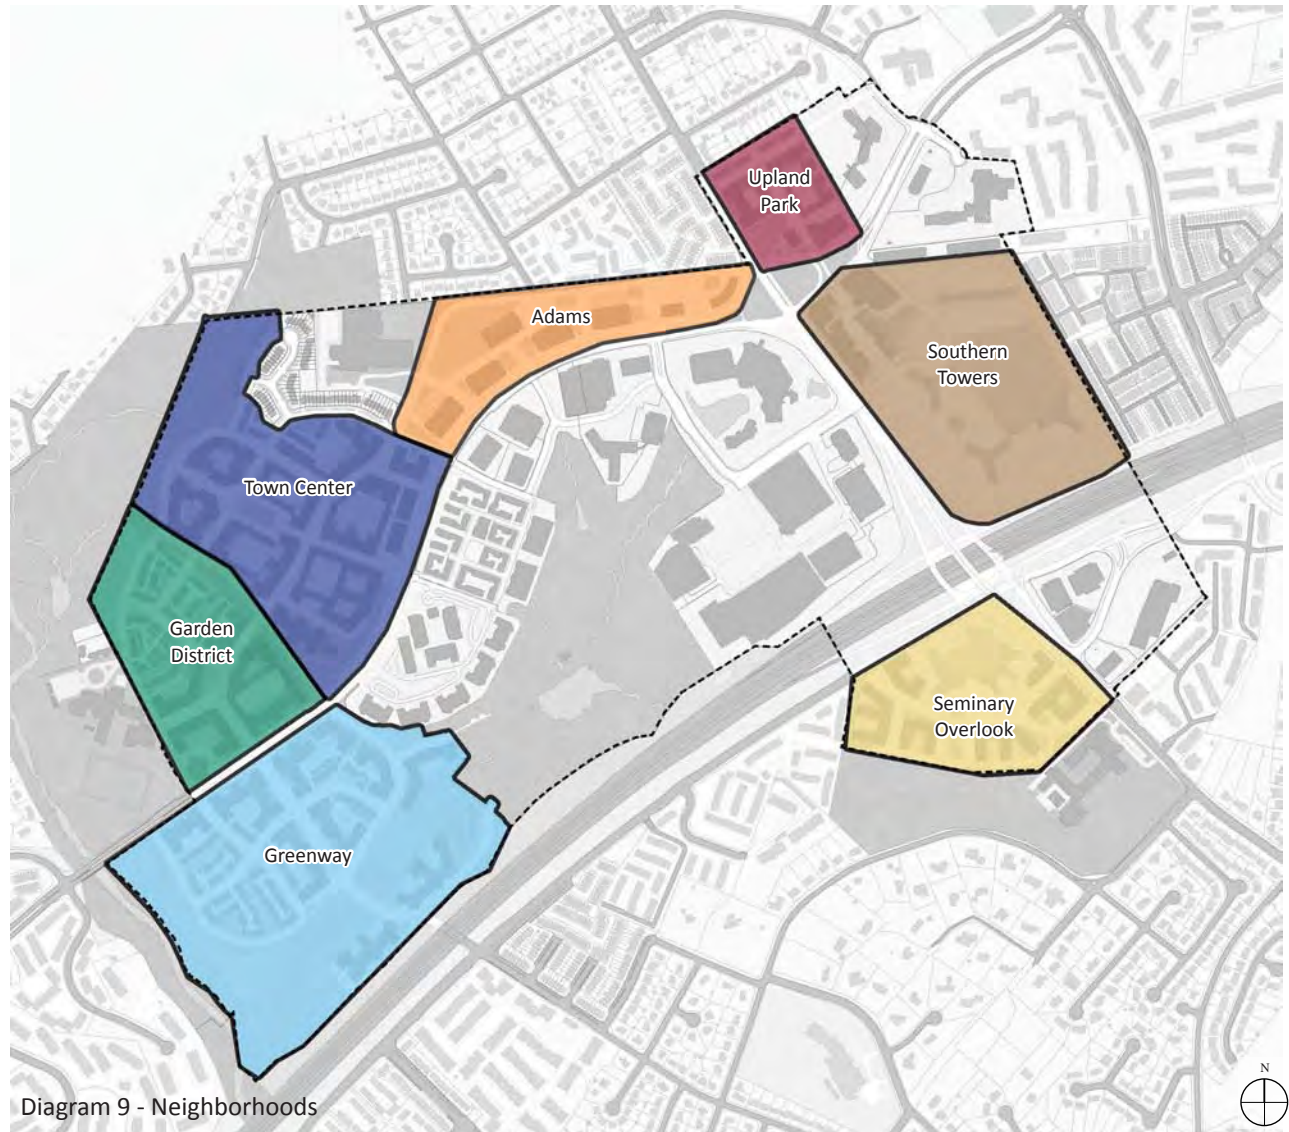 Upland
Park
Adams
Southern
Towers
Town Center
Garden
District
Seminary
Overlook
Greenway
Diagram 9 - Neighborhoods
N